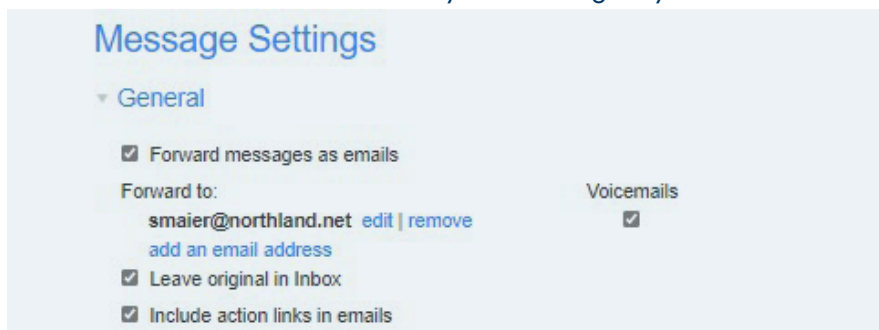 Message Settings
General
Forward messages as emails
Forward to: Voicemails
smaier@northland.net edit | remove
add an email address
Leave original in Inbox
Include action links in emails